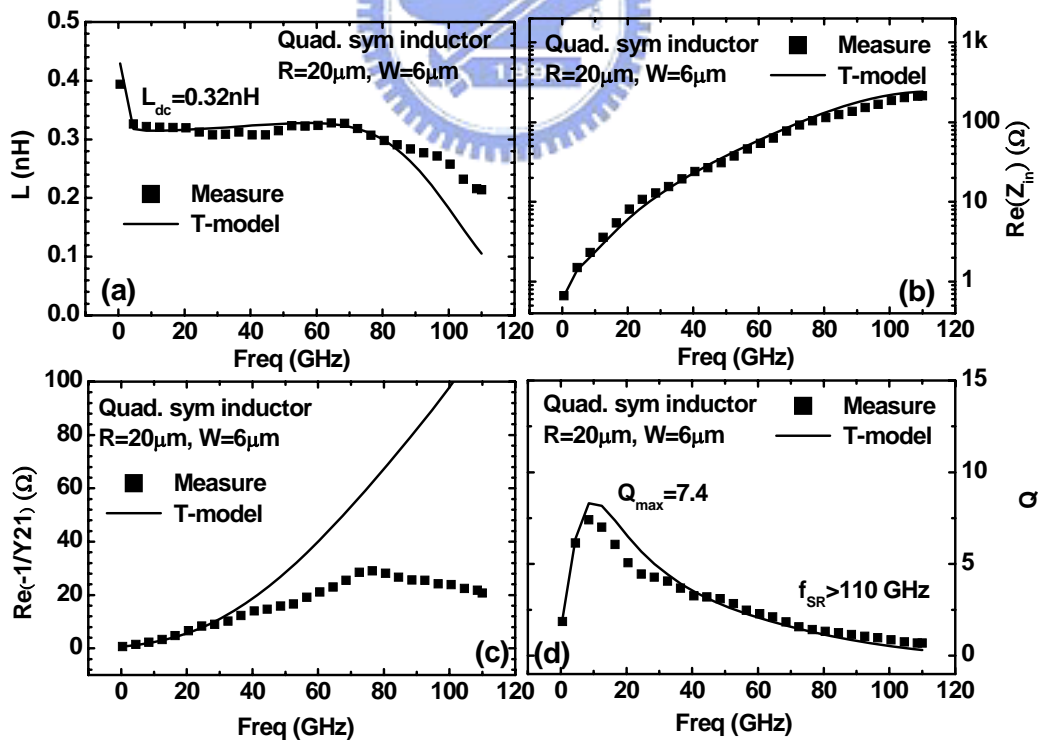 0.5
0.4
0.3
0.2
0.1
0.0
L (nH)
Quad. sym inductor
R=20μm, W=6μm
L_dc=0.32nH
Measure
T-model
(a)
0 20 40 60 80 100 120
Freq (GHz)
Quad. sym inductor
R=20μm, W=6μm
Measure
T-model
1k
100
10
1
Re(Z_in) (Ω)
(b)
0 20 40 60 80 100 120
Freq (GHz)
100
80
60
40
20
0
Re(-1/Y21) (Ω)
Quad. sym inductor
R=20μm, W=6μm
Measure
T-model
(c)
0 20 40 60 80 100 120
Freq (GHz)
Quad. sym inductor
R=20μm, W=6μm
Measure
T-model
Q_max=7.4
f_SR>110 GHz
15
10
5
0
Q
(d)
0 20 40 60 80 100 120
Freq (GHz)